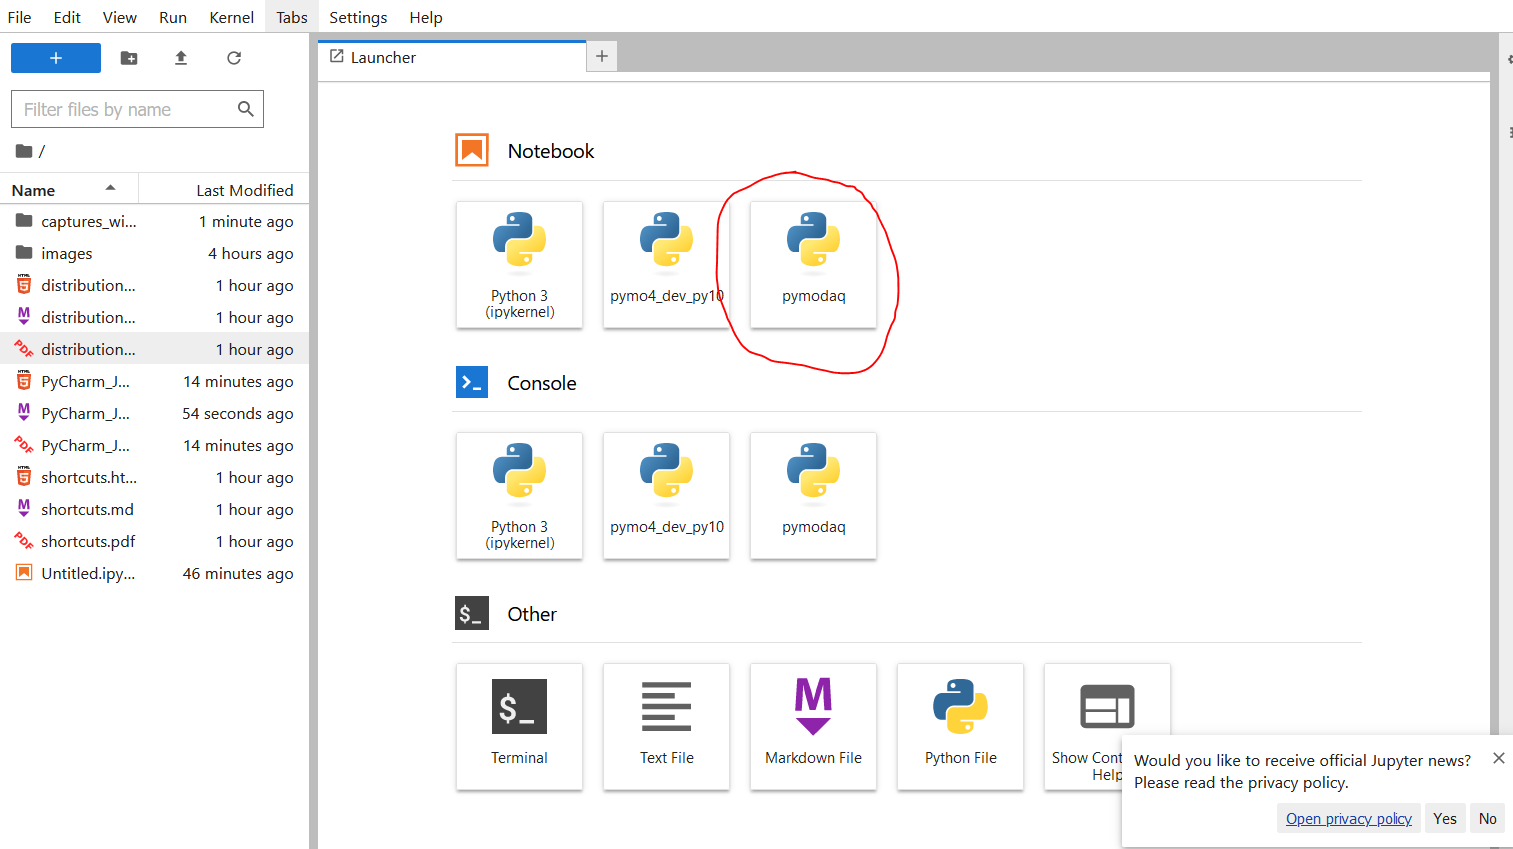 File Edit View Run Kernel Tabs Settings Help
+
Filter files by name
/
Name Last Modified
captures_wi... 1 minute ago
images 4 hours ago
distribution... 1 hour ago
distribution... 1 hour ago
distribution... 1 hour ago
PyCharm_J... 14 minutes ago
PyCharm_J... 54 seconds ago
PyCharm_J... 14 minutes ago
shortcuts.ht... 1 hour ago
shortcuts.md 1 hour ago
shortcuts.pdf 1 hour ago
Untitled.ipy... 46 minutes ago
Launcher +
Notebook
Python 3
(ipykernel)
pymo4_dev_py10
pymodaq
Console
Python 3
(ipykernel)
pymo4_dev_py10
pymodaq
$_ Other
$_
Terminal
Text File
M
Markdown File
Python File
Show Cont
Help
Would you like to receive official Jupyter news?
Please read the privacy policy.
Open privacy policy Yes No